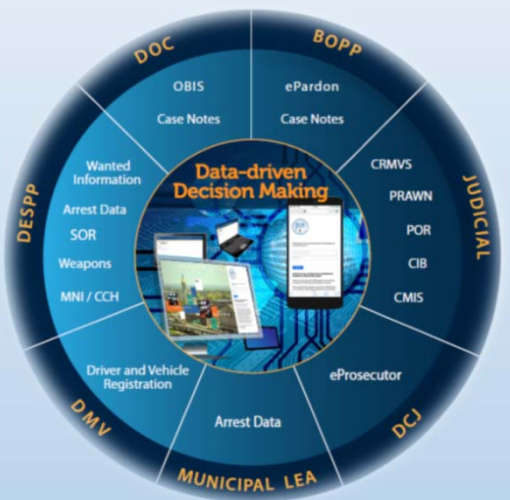 DOC
OBIS
Case Notes
BOPP
ePardon
Case Notes
JUDICIAL
CRMVS
PRAWN
POR
CIB
CMIS
DCJ
eProsecutor
MUNICIPAL LEA
Arrest Data
DMV
Driver and Vehicle
Registration
DESPP
Wanted
Information
Arrest Data
SOR
Weapons
MNI / CCH
Data-driven
Decision Making